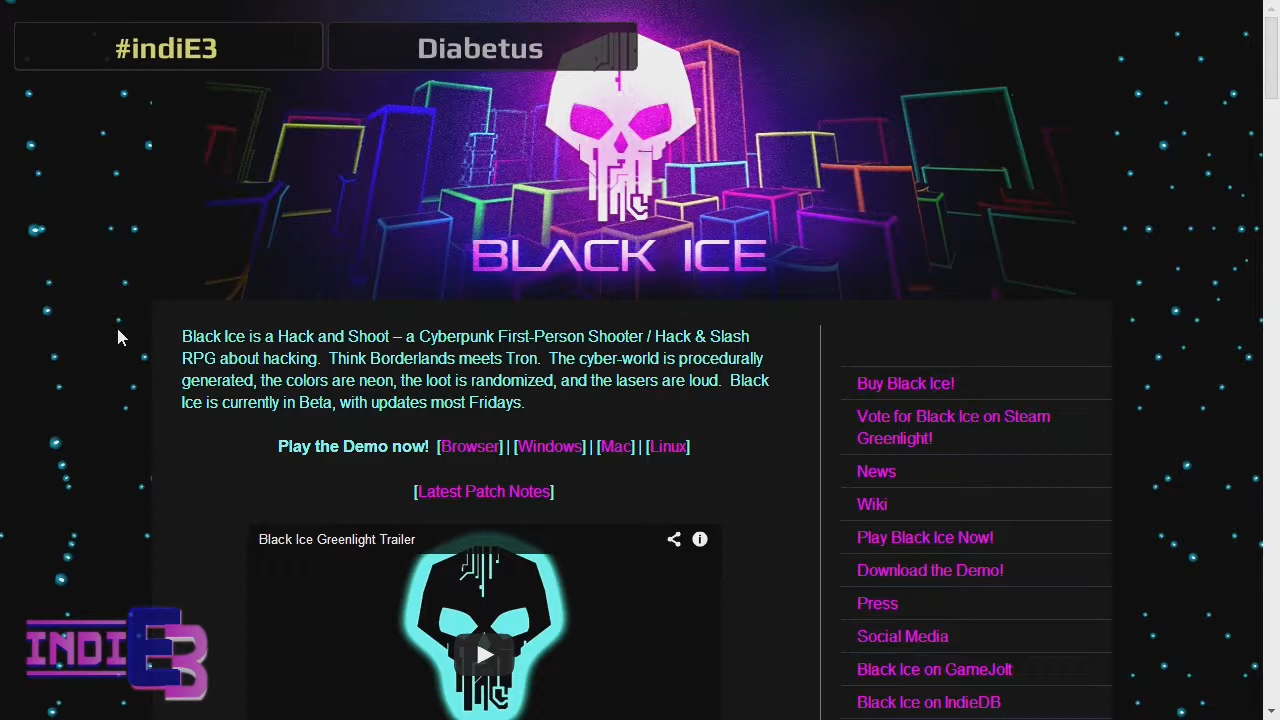 #indiE3
Diabetus
BLACK ICE
Black Ice is a Hack and Shoot – a Cyberpunk First-Person Shooter / Hack & Slash
RPG about hacking.  Think Borderlands meets Tron.  The cyber-world is procedurally
generated, the colors are neon, the loot is randomized, and the lasers are loud.  Black
Ice is currently in Beta, with updates most Fridays.
Play the Demo now!  [Browser] | [Windows] | [Mac] | [Linux]
[Latest Patch Notes]
Black Ice Greenlight Trailer
Buy Black Ice!
Vote for Black Ice on Steam
Greenlight!
News
Wiki
Play Black Ice Now!
Download the Demo!
Press
Social Media
Black Ice on GameJolt
Black Ice on IndieDB
INDIE3